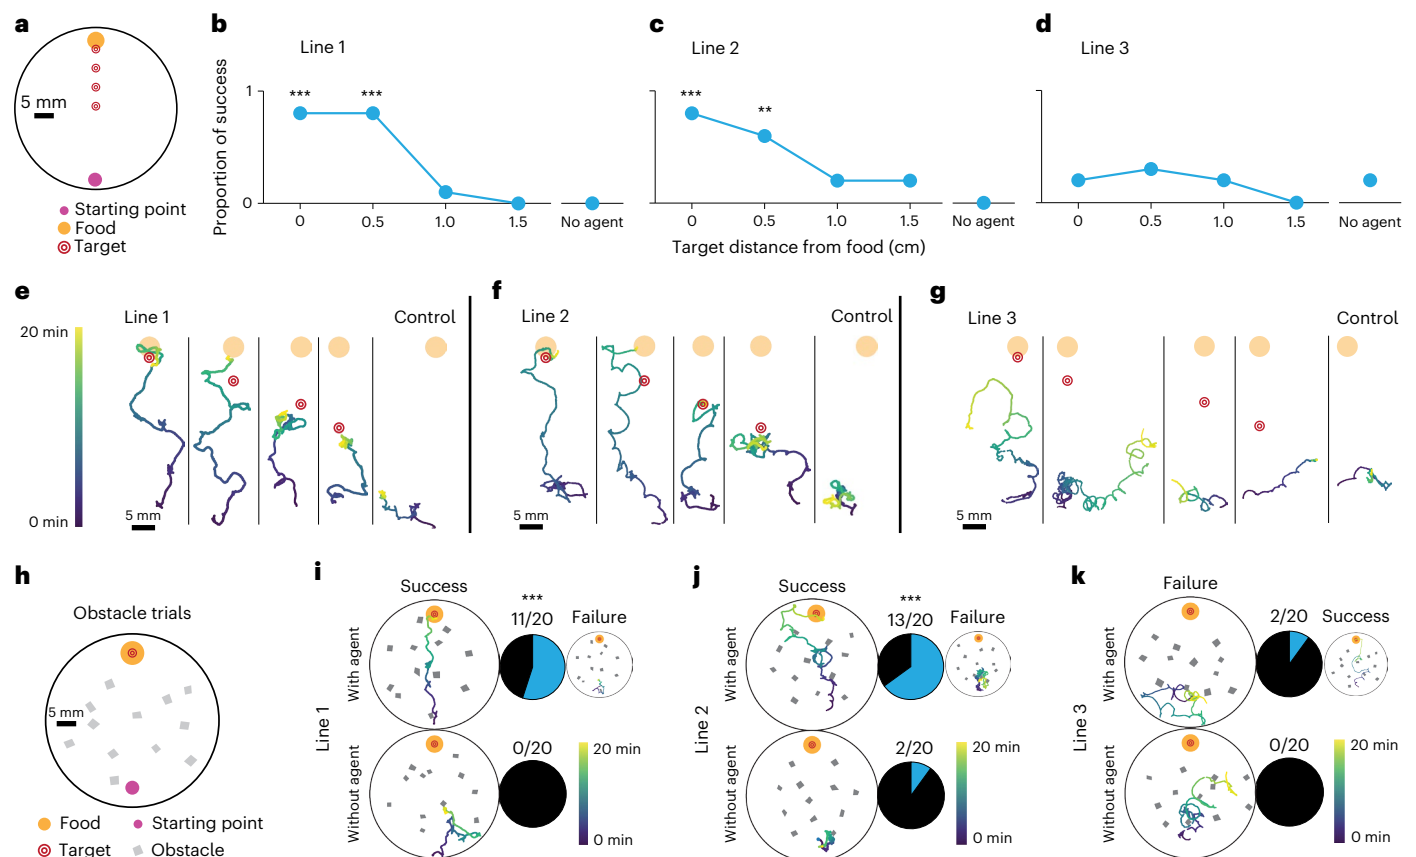 a
5 mm
Starting point
Food
Target
b
Line 1
Proportion of success
1
0
***
***
0
0.5
1.0
1.5
No agent
c
Line 2
***
**
0
0.5
1.0
1.5
No agent
Target distance from food (cm)
d
Line 3
0
0.5
1.0
1.5
No agent
e
20 min
0 min
Line 1
Control
5 mm
f
Line 2
Control
5 mm
g
Line 3
Control
5 mm
h
Obstacle trials
5 mm
Food
Starting point
Target
Obstacle
i
Success
***
11/20
Failure
With agent
Line 1
Without agent
0/20
20 min
0 min
j
Success
***
13/20
Failure
With agent
Line 2
Without agent
2/20
20 min
0 min
k
Failure
2/20
Success
With agent
Line 3
Without agent
0/20
20 min
0 min